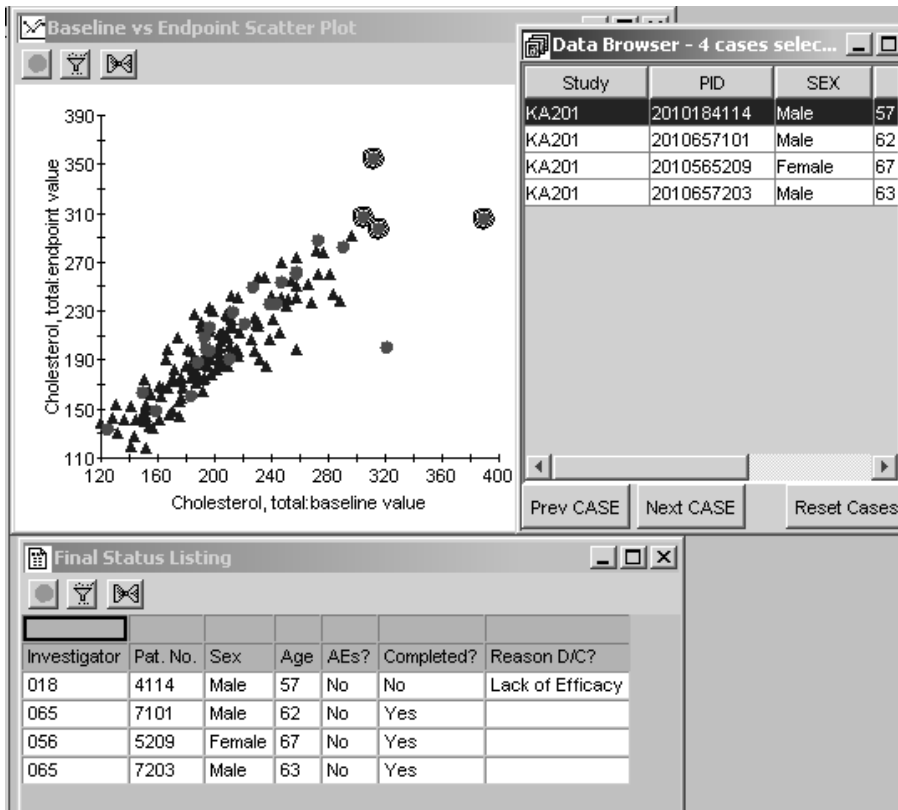 Baseline vs Endpoint Scatter Plot
390
350
310
270
230
190
150
110
Cholesterol, total:endpoint value
120 160 200 240 280 320 360 400
Cholesterol, total:baseline value
Data Browser - 4 cases selec...
Study PID SEX
KA201 2010184114 Male 57
KA201 2010657101 Male 62
KA201 2010565209 Female 67
KA201 2010657203 Male 63
Prev CASE Next CASE Reset Cases
Final Status Listing
Investigator Pat. No. Sex Age AEs? Completed? Reason D/C?
018 4114 Male 57 No No Lack of Efficacy
065 7101 Male 62 No Yes
056 5209 Female 67 No Yes
065 7203 Male 63 No Yes